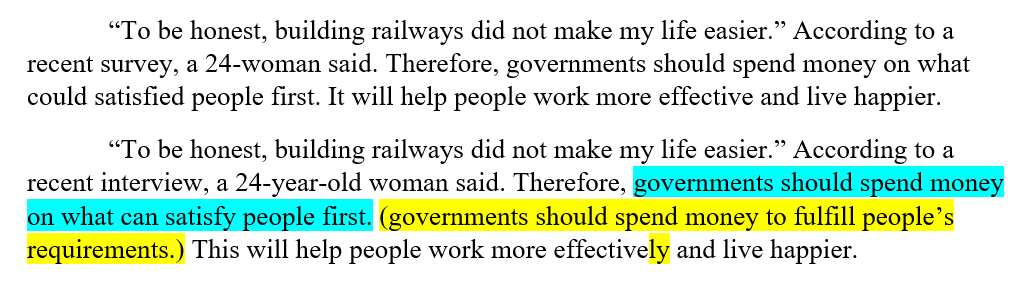 “To be honest, building railways did not make my life easier.” According to a
recent survey, a 24-woman said. Therefore, governments should spend money on what
could satisfied people first. It will help people work more effective and live happier.
“To be honest, building railways did not make my life easier.” According to a
recent interview, a 24-year-old woman said. Therefore, governments should spend money
on what can satisfy people first. (governments should spend money to fulfill people’s
requirements.) This will help people work more effectively and live happier.